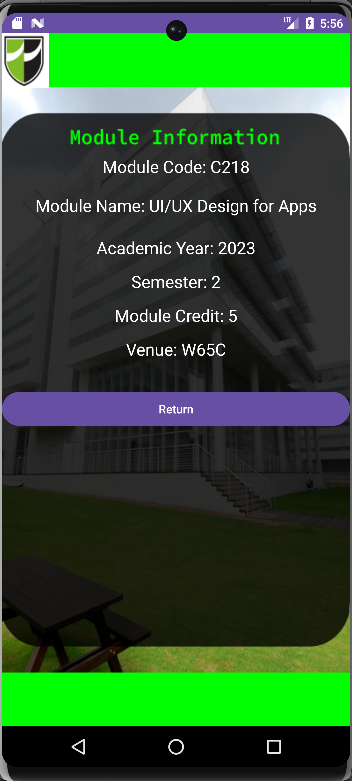 LTE 5:56
Module Information
Module Code: C218
Module Name: UI/UX Design for Apps
Academic Year: 2023
Semester: 2
Module Credit: 5
Venue: W65C
Return